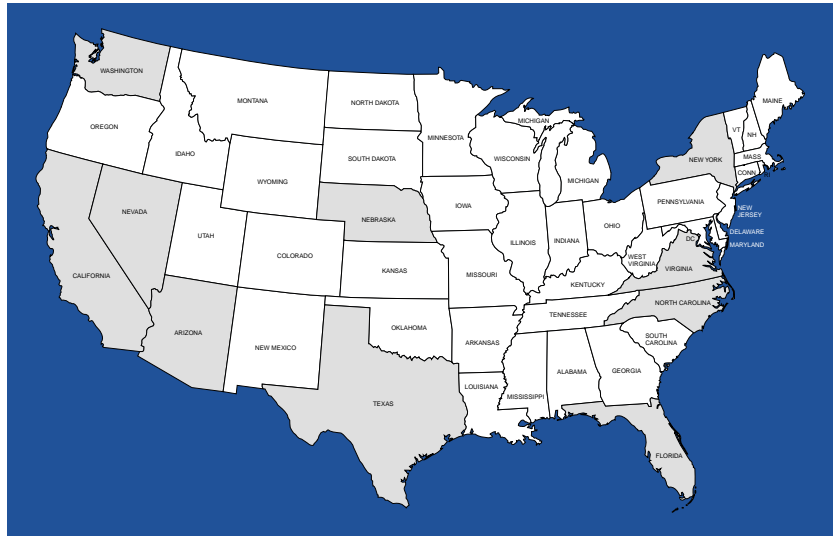 WASHINGTON
MONTANA
NORTH DAKOTA
MINNESOTA
MICHIGAN
MAINE
VT
NH
OREGON
IDAHO
SOUTH DAKOTA
WISCONSIN
MICHIGAN
NEW YORK
MASS
CONN
WYOMING
NEVADA
NEBRASKA
IOWA
PENNSYLVANIA
NEW
JERSEY
UTAH
COLORADO
ILLINOIS
INDIANA
OHIO
DELAWARE
DC
MARYLAND
CALIFORNIA
KANSAS
MISSOURI
WEST
VIRGINIA
VIRGINIA
KENTUCKY
NORTH CAROLINA
ARIZONA
NEW MEXICO
OKLAHOMA
ARKANSAS
TENNESSEE
SOUTH
CAROLINA
TEXAS
LOUISIANA
MISSISSIPPI
ALABAMA
GEORGIA
FLORIDA